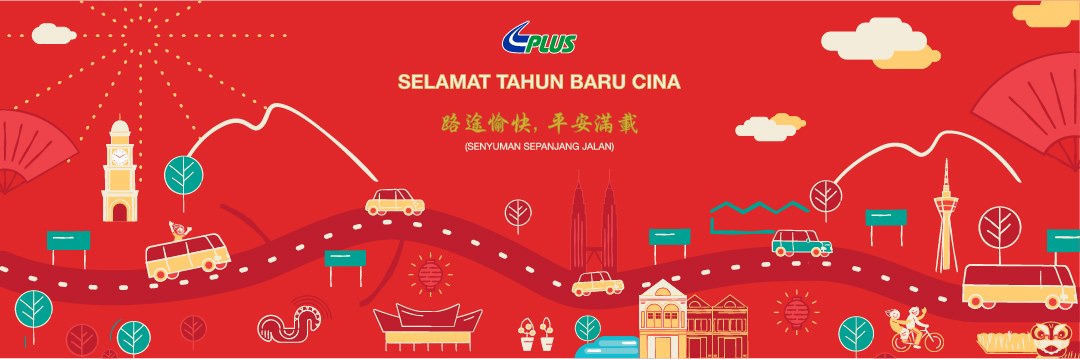 PLUS
SELAMAT TAHUN BARU CINA
路途愉快, 平安滿載
(SENYUMAN SEPANJANG JALAN)